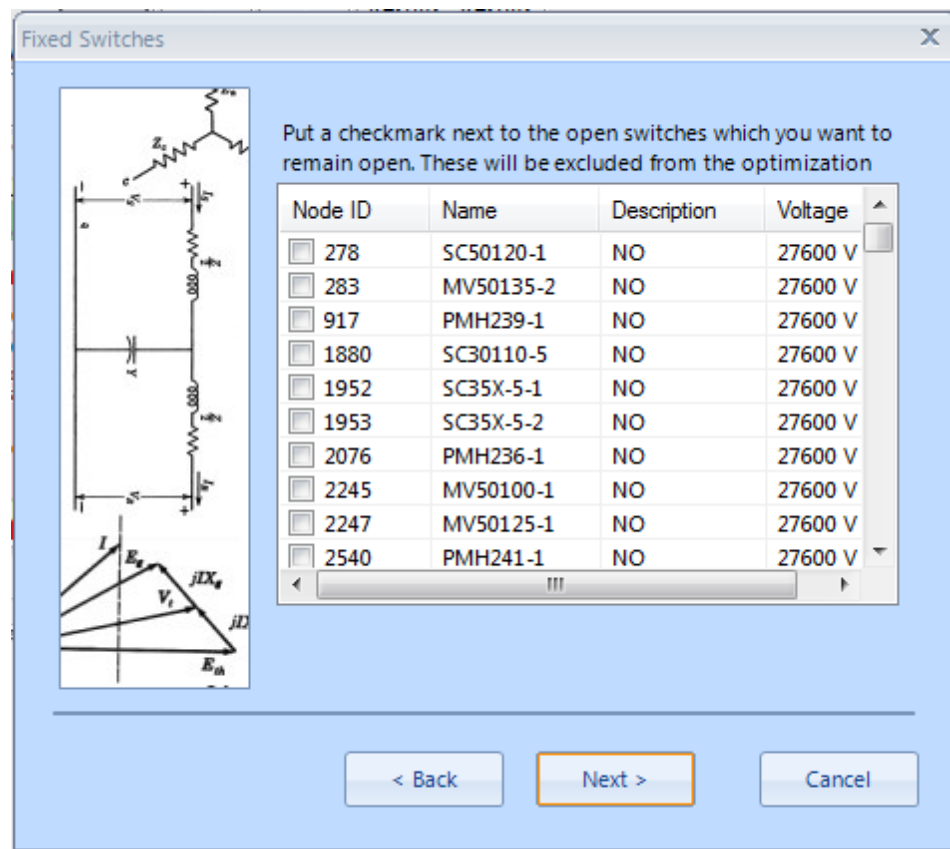 Fixed Switches
Put a checkmark next to the open switches which you want to
remain open. These will be excluded from the optimization
Node ID Name Description Voltage
278 SC50120-1 NO 27600 V
283 MV50135-2 NO 27600 V
917 PMH239-1 NO 27600 V
1880 SC30110-5 NO 27600 V
1952 SC35X-5-1 NO 27600 V
1953 SC35X-5-2 NO 27600 V
2076 PMH236-1 NO 27600 V
2245 MV50100-1 NO 27600 V
2247 MV50125-1 NO 27600 V
2540 PMH241-1 NO 27600 V
c
Y
I
E_g
jIX_g
V_t
E_th
< Back Next > Cancel